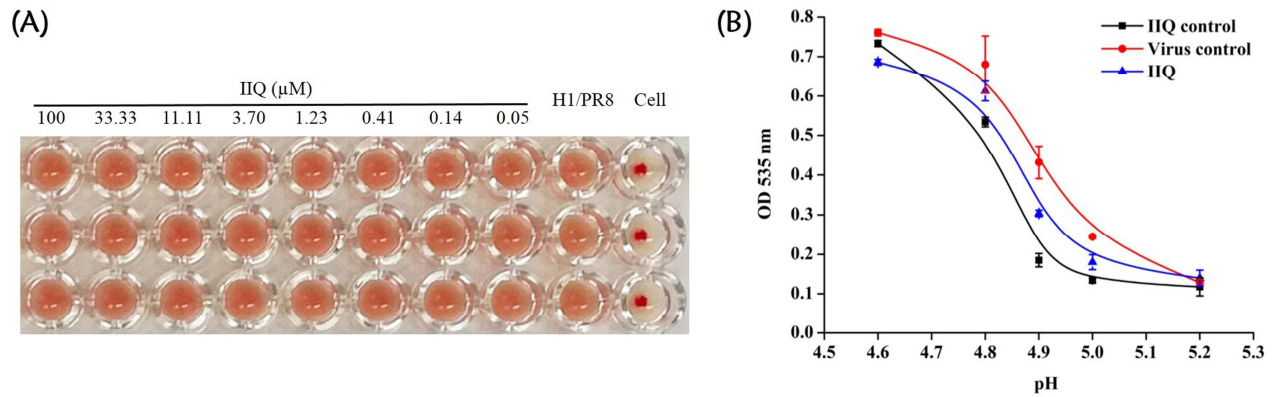 (A)
IIQ (µM)
H1/PR8 Cell
100 33.33 11.11 3.70 1.23 0.41 0.14 0.05
(B)
IIQ control
Virus control
IIQ
OD 535 nm
0.8
0.7
0.6
0.5
0.4
0.3
0.2
0.1
0.0
4.5 4.6 4.7 4.8 4.9 5.0 5.1 5.2 5.3
pH